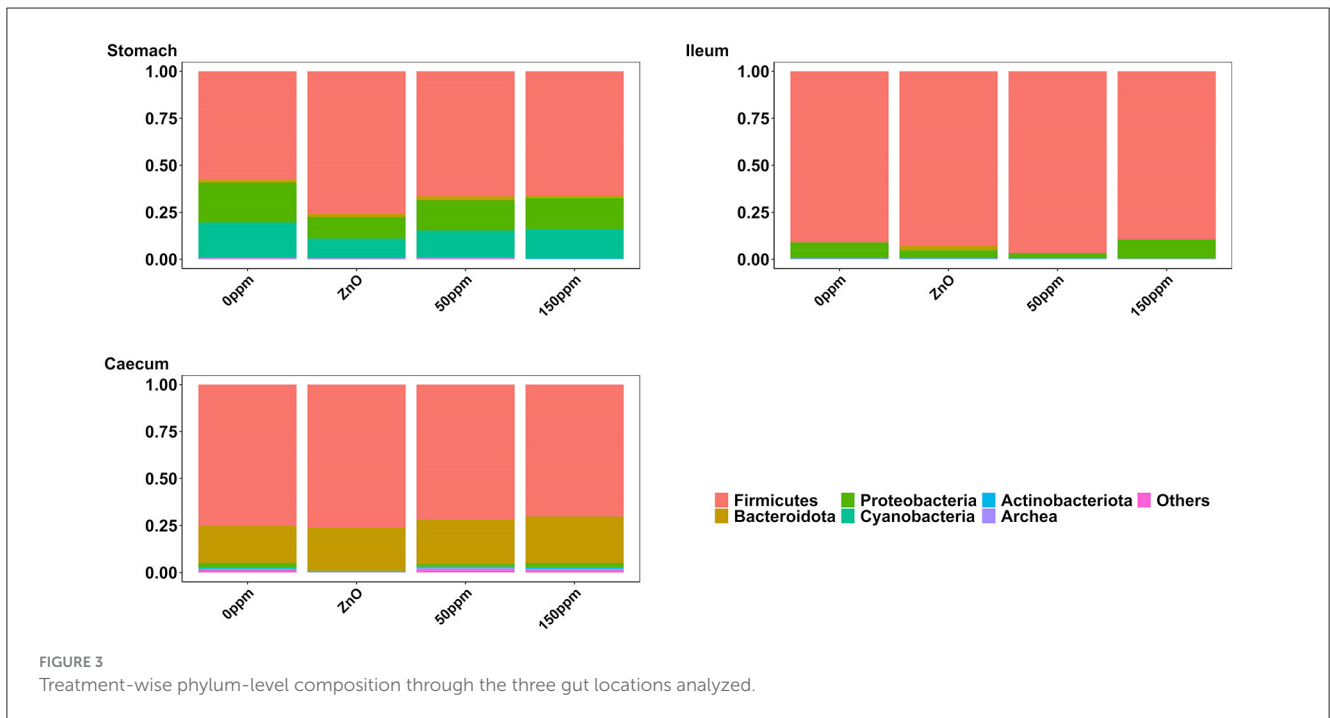 Stomach
1.00
0.75
0.50
0.25
0.00
0ppm
ZnO
50ppm
150ppm
Ileum
1.00
0.75
0.50
0.25
0.00
0ppm
ZnO
50ppm
150ppm
Caecum
1.00
0.75
0.50
0.25
0.00
0ppm
ZnO
50ppm
150ppm
Firmicutes Proteobacteria Actinobacteriota Others
Bacteroidota Cyanobacteria Archea
FIGURE 3
Treatment-wise phylum-level composition through the three gut locations analyzed.